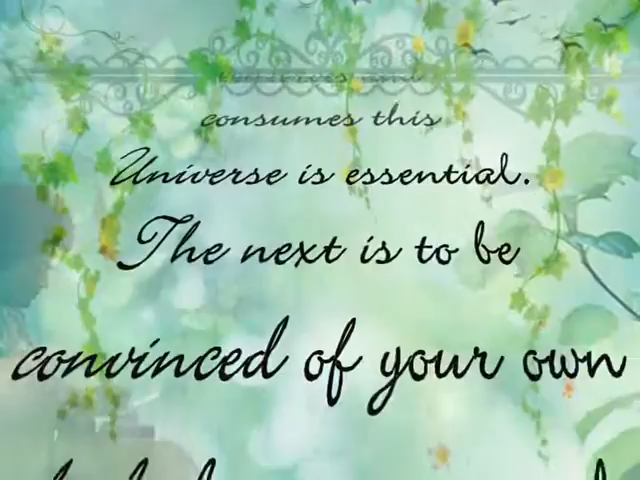 consumes this
Universe is essential.
The next is to be
convinced of your own